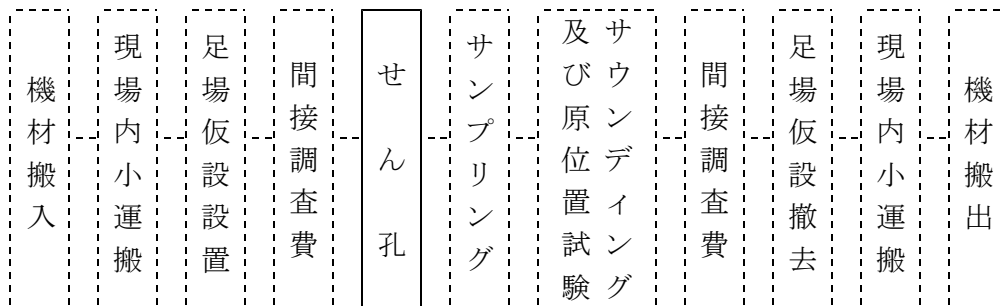 機材搬入
現場内小運搬
足場仮設設置
間接調査費
せん孔
サンプリング
サウンディング
及び原位置試験
間接調査費
足場仮設撤去
現場内小運搬
機材搬出